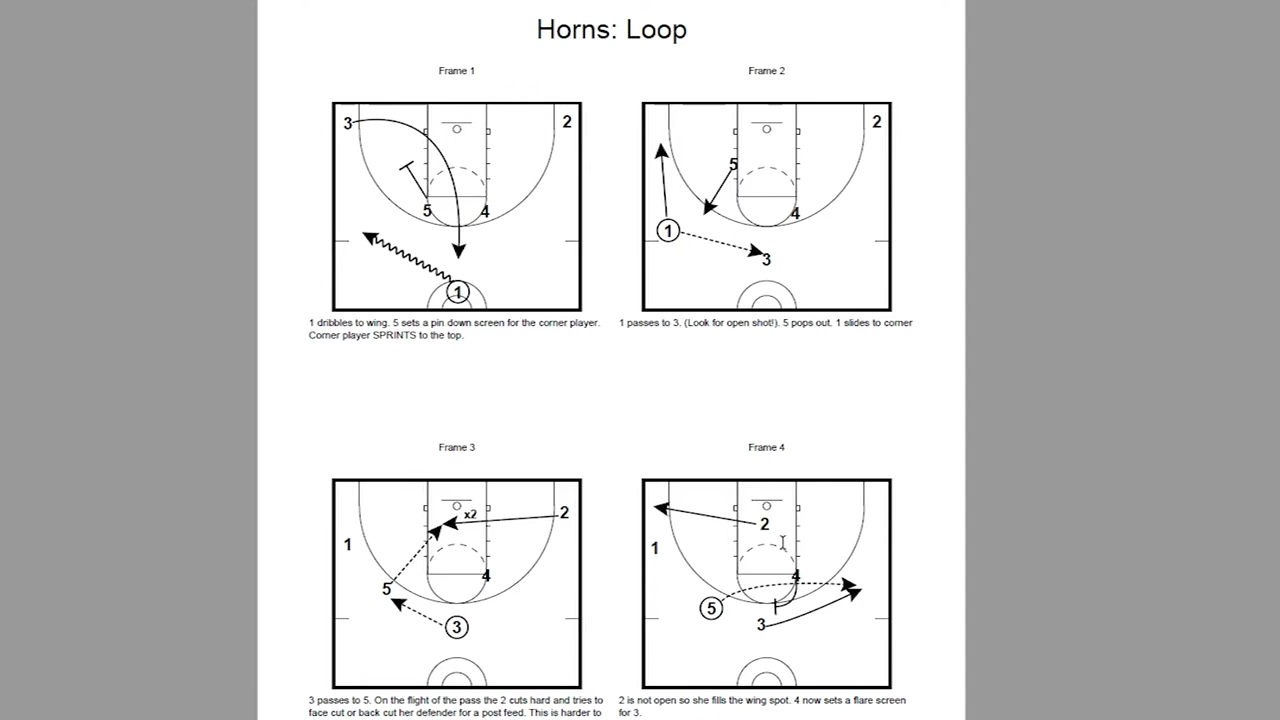 Horns: Loop
Frame 1
Frame 2
3
2
5
4
1
1 dribbles to wing. 5 sets a pin down screen for the corner player.
Corner player SPRINTS to the top.
2
5
4
1
3
1 passes to 3. (Look for open shot!). 5 pops out. 1 slides to corner
Frame 3
Frame 4
x2
2
1
4
5
3
3 passes to 5. On the flight of the pass the 2 cuts hard and tries to
face cut or back cut her defender for a post feed. This is harder to
2
1
4
5
3
2 is not open so she fills the wing spot. 4 now sets a flare screen
for 3.